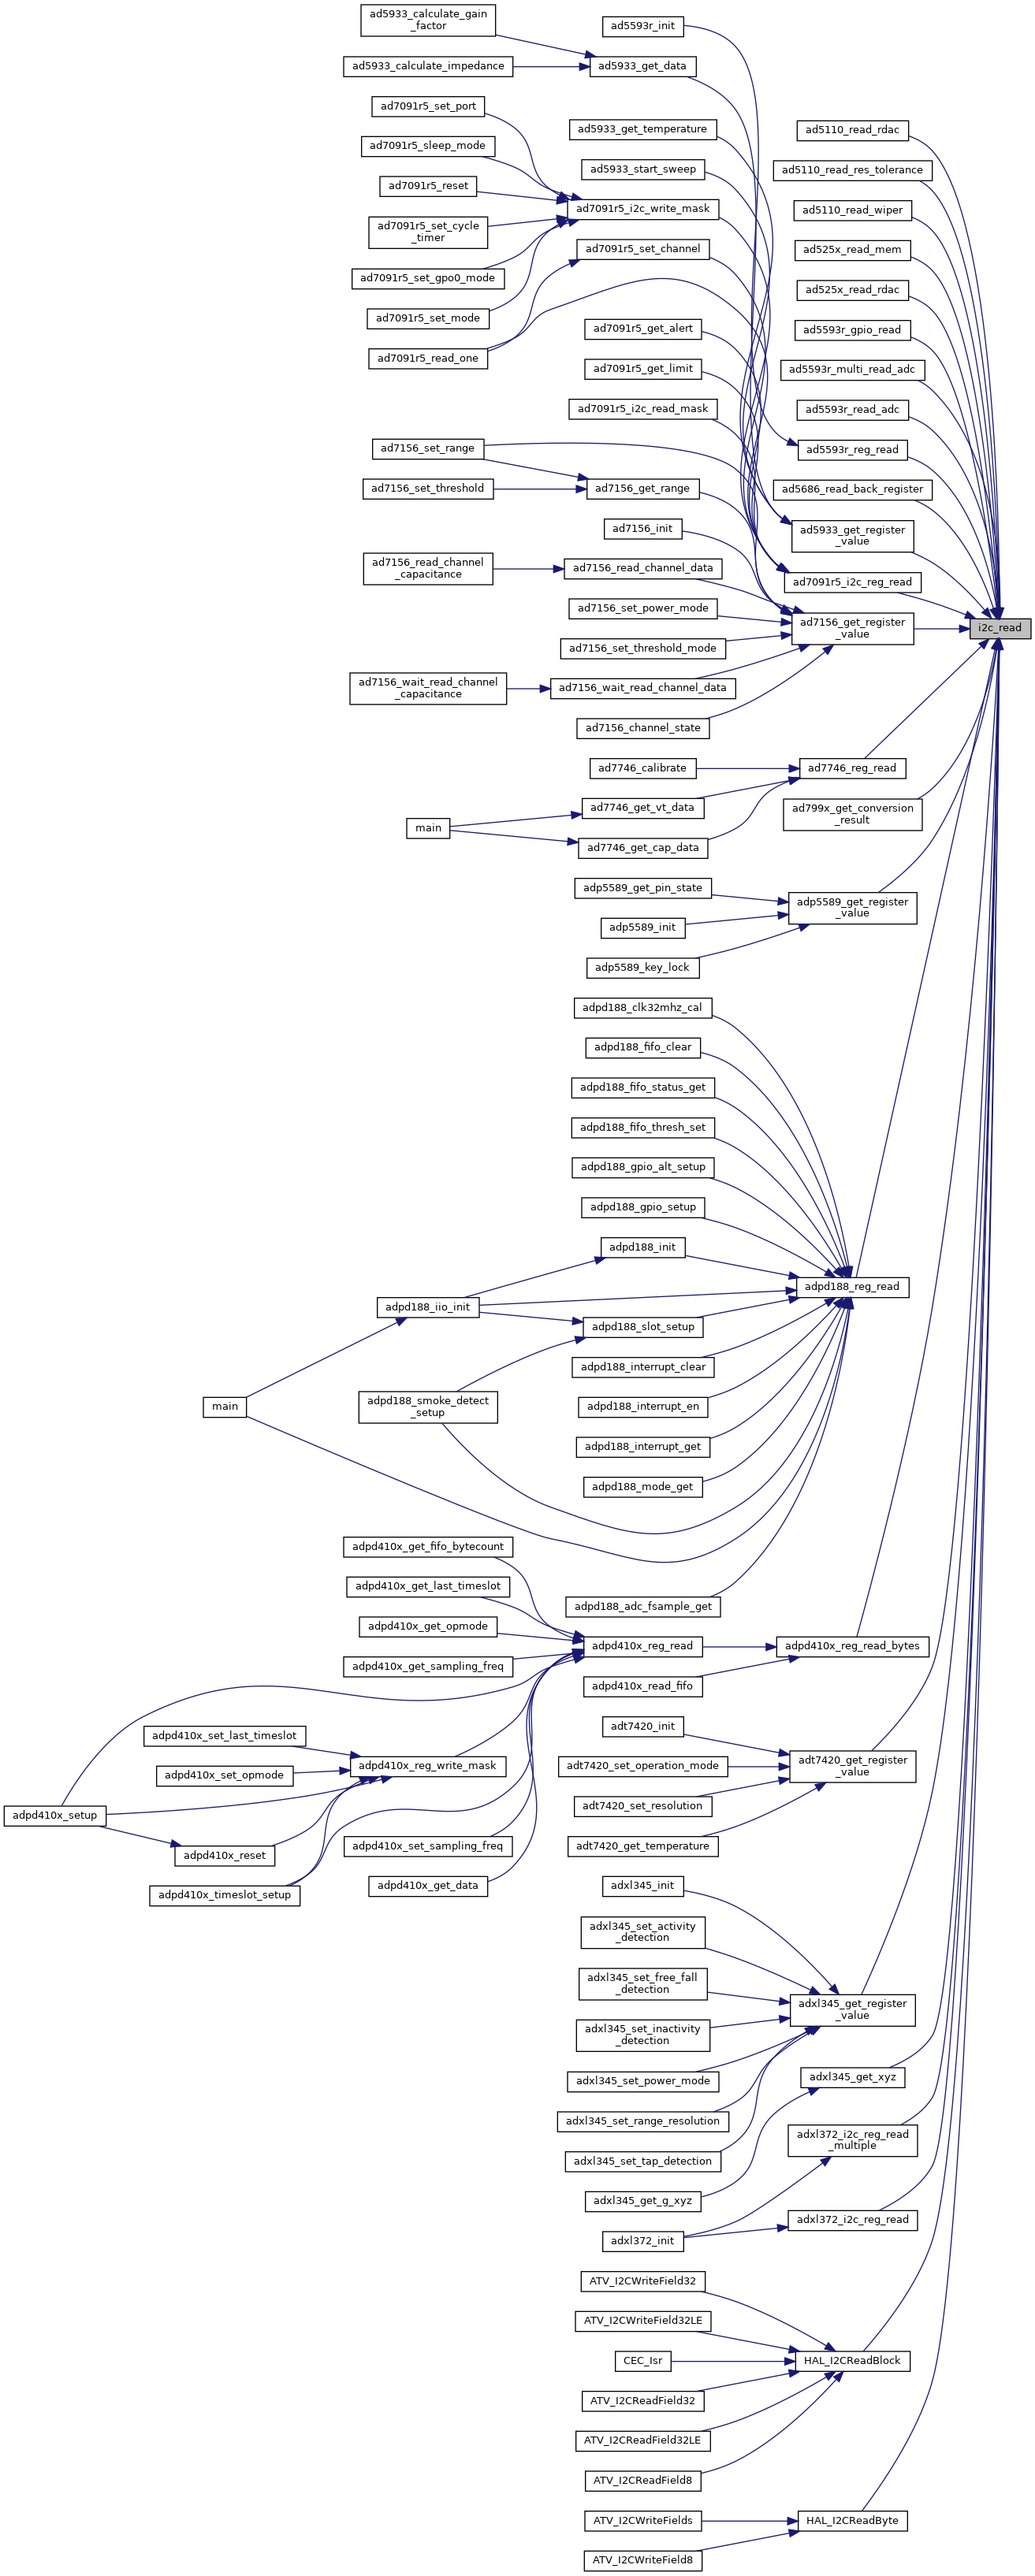 ad5933_calculate_gain
_factor
ad5593r_init
ad5933_calculate_impedance
ad5933_get_data
ad7091r5_set_port
ad5933_get_temperature
ad5110_read_rdac
ad7091r5_sleep_mode
ad5933_start_sweep
ad5110_read_res_tolerance
ad7091r5_reset
ad7091r5_i2c_write_mask
ad5110_read_wiper
ad7091r5_set_cycle
_timer
ad7091r5_set_channel
ad525x_read_mem
ad7091r5_set_gpo0_mode
ad525x_read_rdac
ad7091r5_set_mode
ad7091r5_get_alert
ad5593r_gpio_read
ad7091r5_read_one
ad7091r5_get_limit
ad5593r_multi_read_adc
ad7091r5_i2c_read_mask
ad5593r_read_adc
ad7156_set_range
ad5593r_reg_read
ad7156_set_threshold
ad7156_get_range
ad5686_read_back_register
ad7156_init
ad5933_get_register
_value
ad7156_read_channel
_capacitance
ad7156_read_channel_data
ad7091r5_i2c_reg_read
ad7156_set_power_mode
ad7156_get_register
_value
i2c_read
ad7156_set_threshold_mode
ad7156_wait_read_channel
_capacitance
ad7156_wait_read_channel_data
ad7156_channel_state
ad7746_calibrate
ad7746_reg_read
ad7746_get_vt_data
ad799x_get_conversion
_result
main
ad7746_get_cap_data
adp5589_get_pin_state
adp5589_get_register
_value
adp5589_init
adp5589_key_lock
adpd188_clk32mhz_cal
adpd188_fifo_clear
adpd188_fifo_status_get
adpd188_fifo_thresh_set
adpd188_gpio_alt_setup
adpd188_gpio_setup
adpd188_init
adpd188_reg_read
adpd188_iio_init
adpd188_slot_setup
adpd188_interrupt_clear
main
adpd188_smoke_detect
_setup
adpd188_interrupt_en
adpd188_interrupt_get
adpd188_mode_get
adpd410x_get_fifo_bytecount
adpd410x_get_last_timeslot
adpd188_adc_fsample_get
adpd410x_get_opmode
adpd410x_reg_read
adpd410x_reg_read_bytes
adpd410x_get_sampling_freq
adpd410x_read_fifo
adpd410x_set_last_timeslot
adt7420_init
adpd410x_set_opmode
adpd410x_reg_write_mask
adt7420_set_operation_mode
adt7420_get_register
_value
adpd410x_setup
adt7420_set_resolution
adpd410x_reset
adpd410x_set_sampling_freq
adt7420_get_temperature
adpd410x_timeslot_setup
adpd410x_get_data
adxl345_init
adxl345_set_activity
_detection
adxl345_set_free_fall
_detection
adxl345_get_register
_value
adxl345_set_inactivity
_detection
adxl345_set_power_mode
adxl345_get_xyz
adxl345_set_range_resolution
adxl372_i2c_reg_read
_multiple
adxl345_set_tap_detection
adxl345_get_g_xyz
adxl372_i2c_reg_read
adxl372_init
ATV_I2CWriteField32
ATV_I2CWriteField32LE
CEC_Isr
HAL_I2CReadBlock
ATV_I2CReadField32
ATV_I2CReadField32LE
ATV_I2CReadField8
ATV_I2CWriteFields
HAL_I2CReadByte
ATV_I2CWriteField8